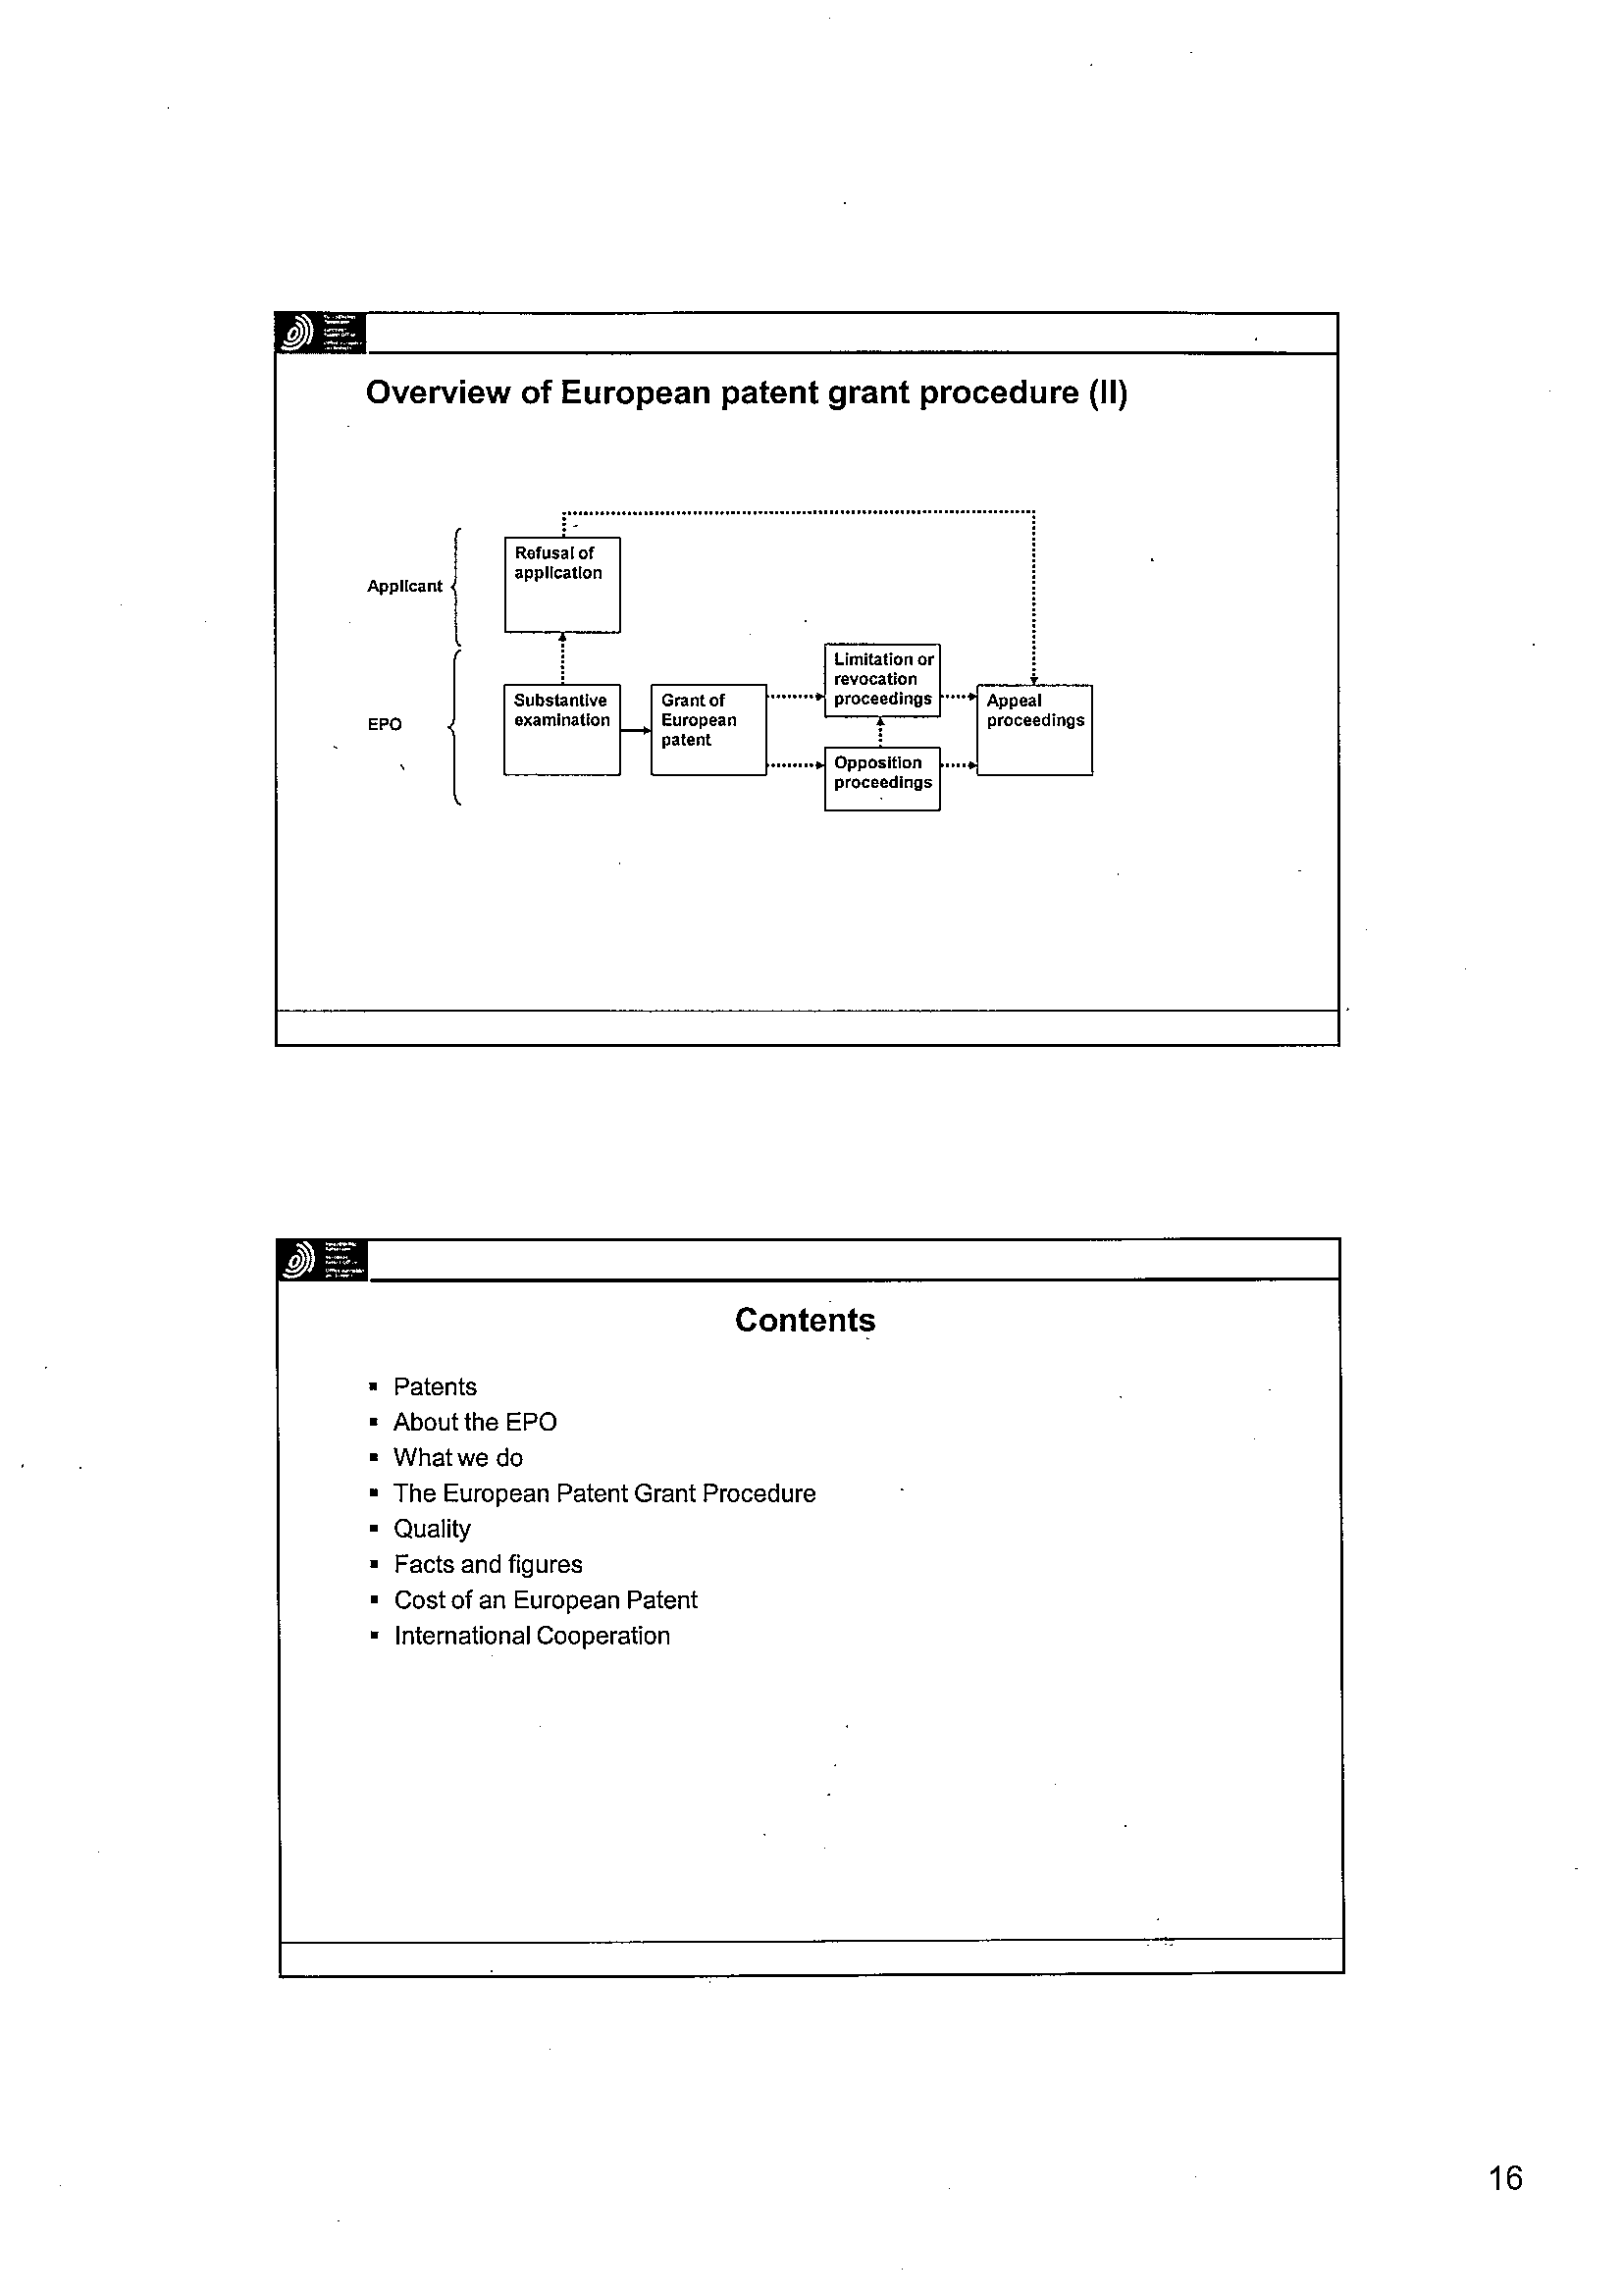 Overview of European patent grant procedure (II)
Applicant
Refusal of
application
EPO
Substantive
examination
Grant of
European
patent
Limitation or
revocation
proceedings
Opposition
proceedings
Appeal
proceedings
Contents
▪ Patents
▪ About the EPO
▪ What we do
▪ The European Patent Grant Procedure
▪ Quality
▪ Facts and figures
▪ Cost of an European Patent
▪ International Cooperation
16